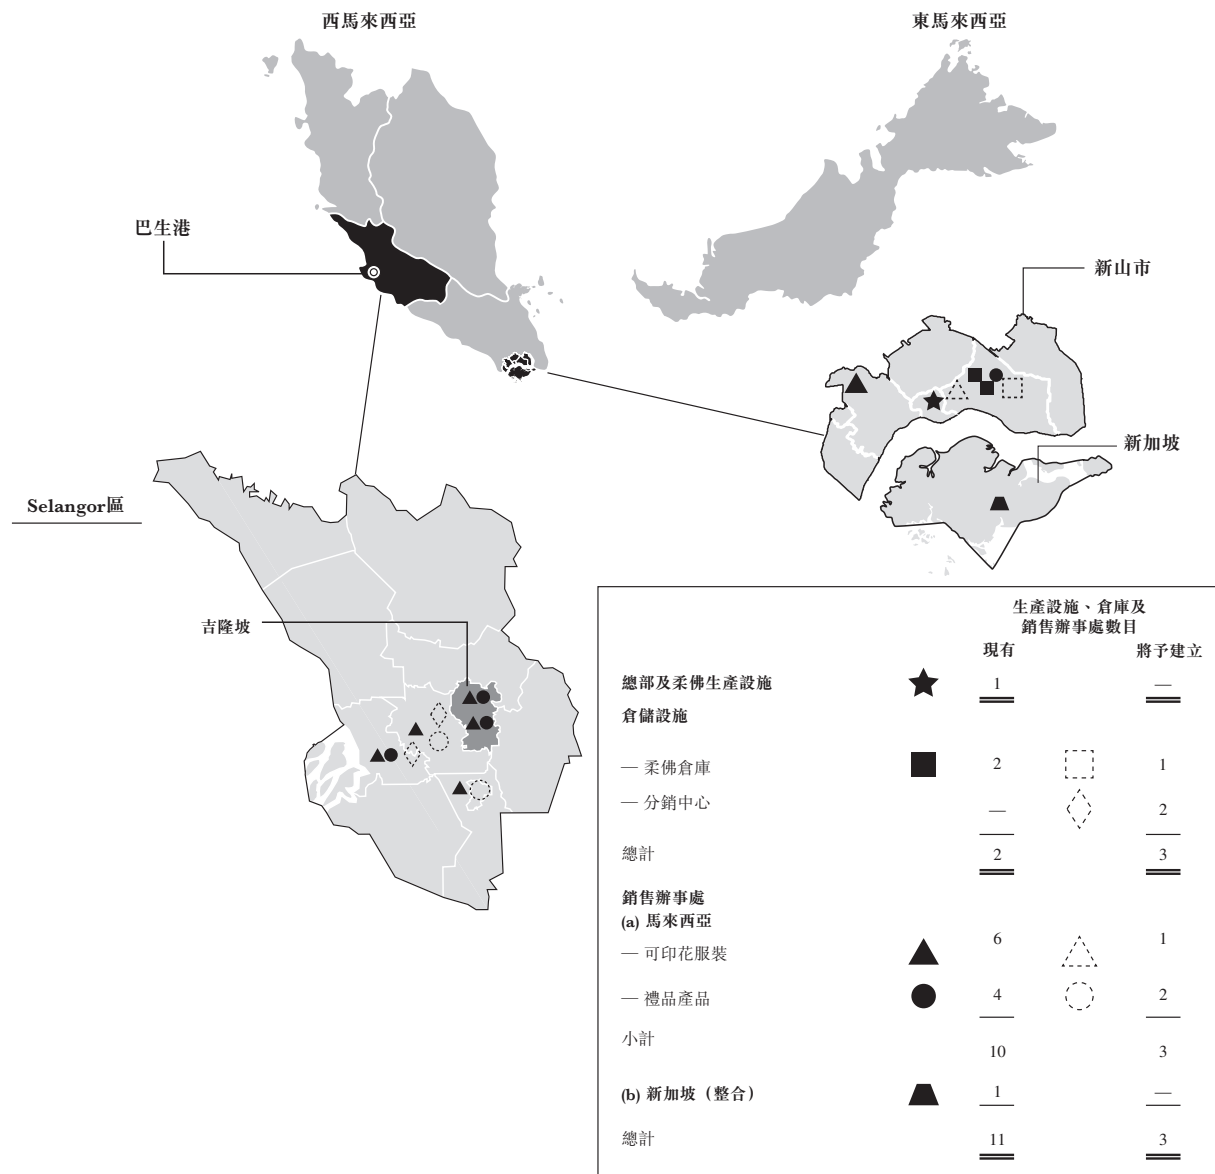 西馬來西亞
東馬來西亞
巴生港
新山市
新加坡
Selangor區
吉隆坡
生產設施、倉庫及
銷售辦事處數目
現有 將予建立
總部及柔佛生產設施 1 —
倉儲設施
— 柔佛倉庫 2 1
— 分銷中心 — 2
總計 2 3
銷售辦事處
(a) 馬來西亞
— 可印花服裝 6 1
— 禮品產品 4 2
小計 10 3
(b) 新加坡（整合） 1 —
總計 11 3